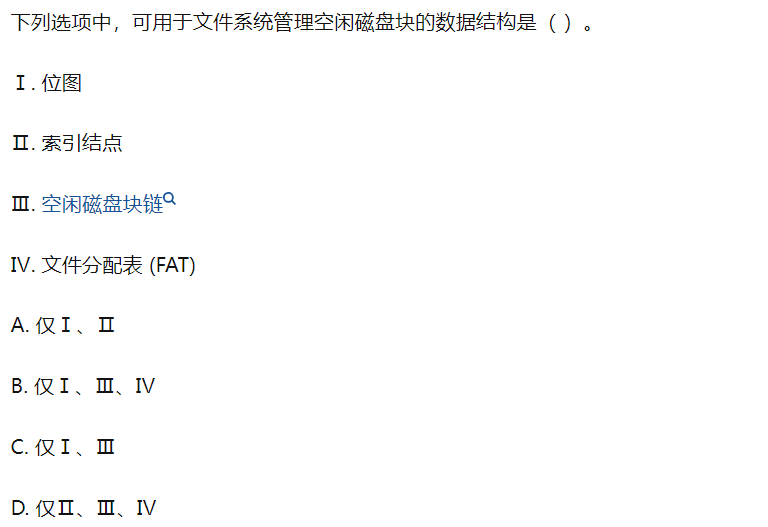 下列选项中，可用于文件系统管理空闲磁盘块的数据结构是（ ）。
Ⅰ. 位图
Ⅱ. 索引结点
Ⅲ. 空闲磁盘块链
IV. 文件分配表 (FAT)
A. 仅Ⅰ、Ⅱ
B. 仅Ⅰ、Ⅲ、IV
C. 仅Ⅰ、Ⅲ
D. 仅Ⅱ、Ⅲ、IV